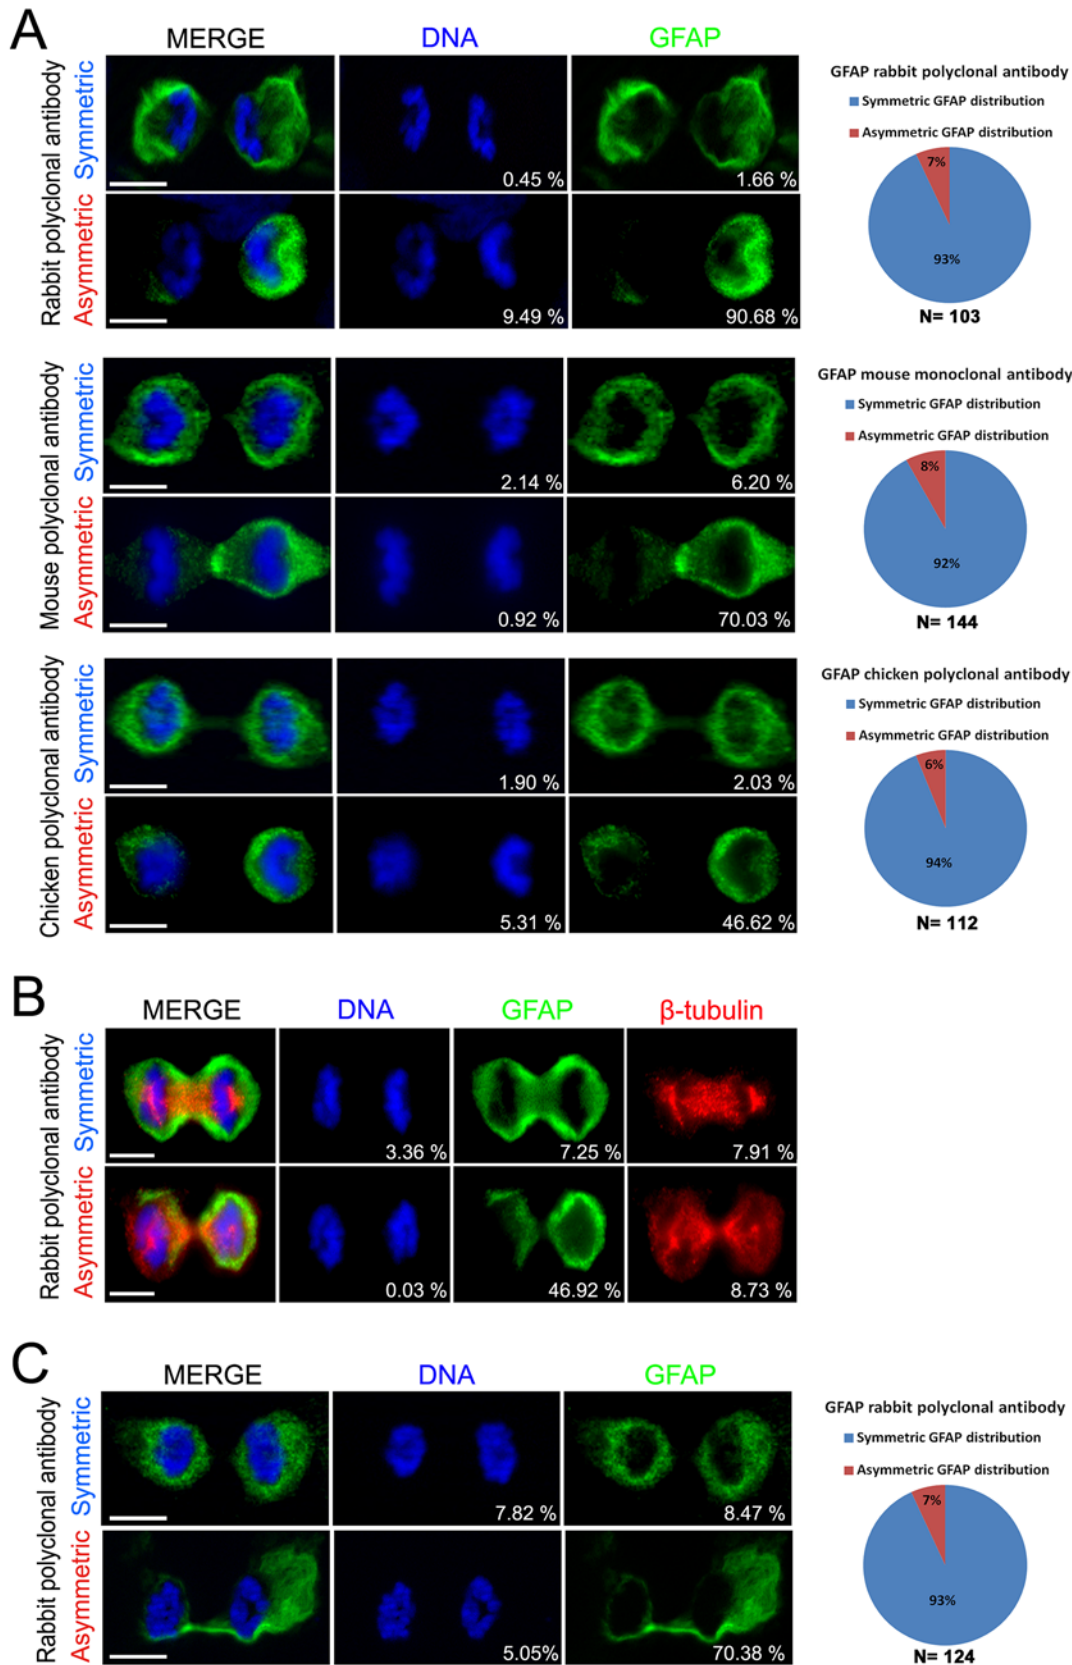 A
MERGE DNA GFAP
Rabbit polyclonal antibody
Symmetric
0.45 % 1.66 %
Asymmetric
9.49 % 90.68 %
GFAP rabbit polyclonal antibody
Symmetric GFAP distribution
Asymmetric GFAP distribution
7%
93%
N= 103
Mouse polyclonal antibody
Symmetric
2.14 % 6.20 %
Asymmetric
0.92 % 70.03 %
GFAP mouse monoclonal antibody
Symmetric GFAP distribution
Asymmetric GFAP distribution
8%
92%
N= 144
Chicken polyclonal antibody
Symmetric
1.90 % 2.03 %
Asymmetric
5.31 % 46.62 %
GFAP chicken polyclonal antibody
Symmetric GFAP distribution
Asymmetric GFAP distribution
6%
94%
N= 112
B
MERGE DNA GFAP β-tubulin
Rabbit polyclonal antibody
Symmetric
3.36 % 7.25 % 7.91 %
Asymmetric
0.03 % 46.92 % 8.73 %
C
MERGE DNA GFAP
Rabbit polyclonal antibody
Symmetric
7.82 % 8.47 %
Asymmetric
5.05% 70.38 %
GFAP rabbit polyclonal antibody
Symmetric GFAP distribution
Asymmetric GFAP distribution
7%
93%
N= 124